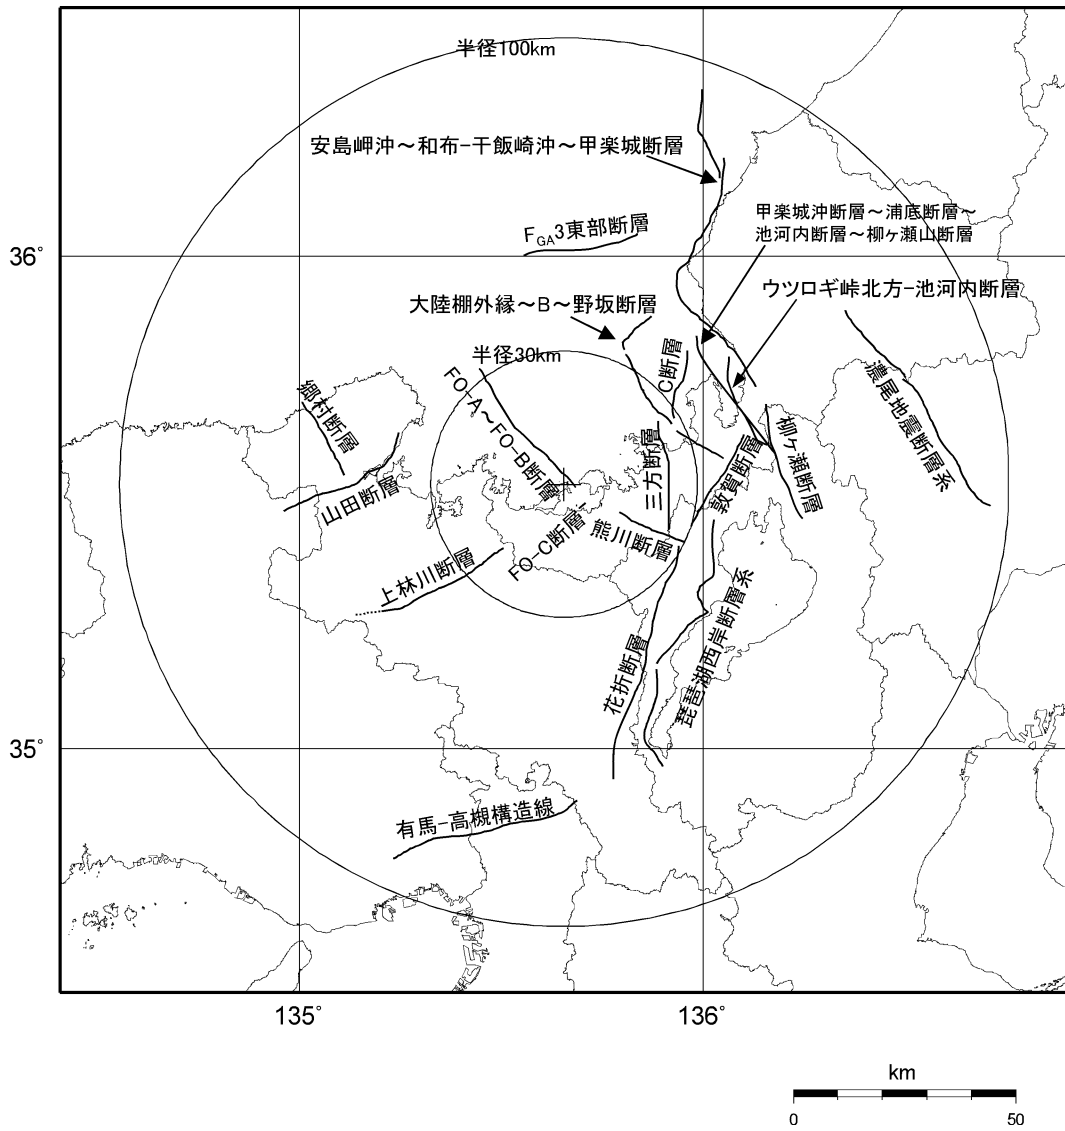 半径100km
安島岬沖～和布−干飯崎沖～甲楽城断層
甲楽城沖断層～浦底断層～
池河内断層～柳ヶ瀬山断層
FGA3東部断層
36°
ウツロギ峠北方−池河内断層
大陸棚外縁～B～野坂断層
半径30km
C断層
FO−A～FO−B断層
郷村断層
濃尾地震断層系
柳ヶ瀬断層
三方断層
敦賀断層
山田断層
FO−C断層
熊川断層
上林川断層
花折断層
琵琶湖西岸断層系
35°
有馬−高槻構造線
135°
136°
km
0
50